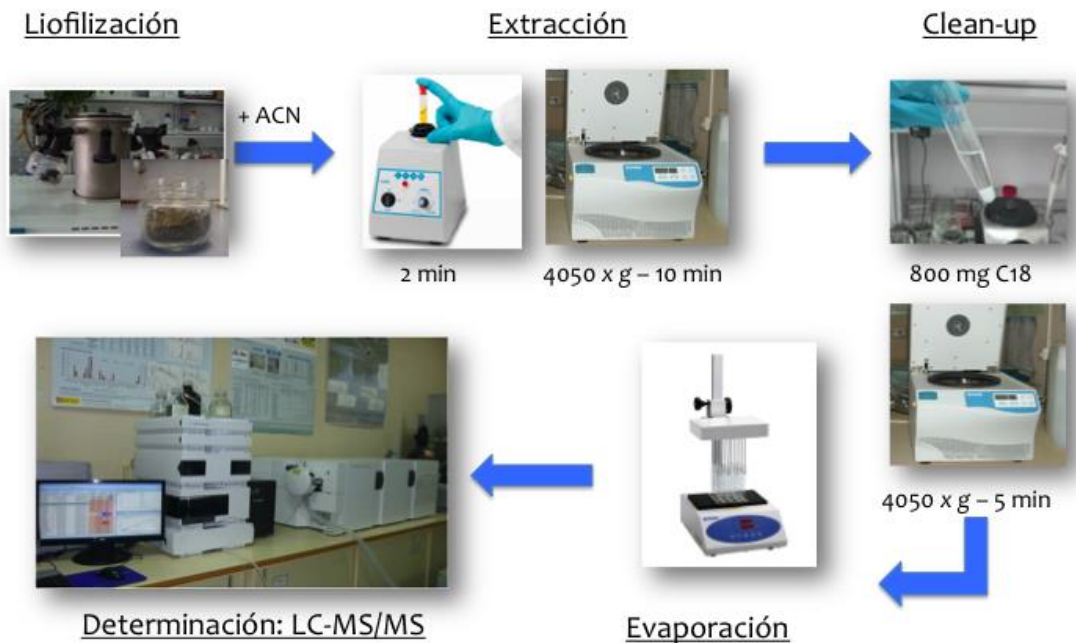 Liofilización
Extracción
Clean-up
+ ACN
2 min
4050 x g – 10 min
800 mg C18
4050 x g – 5 min
Evaporación
Determinación: LC-MS/MS